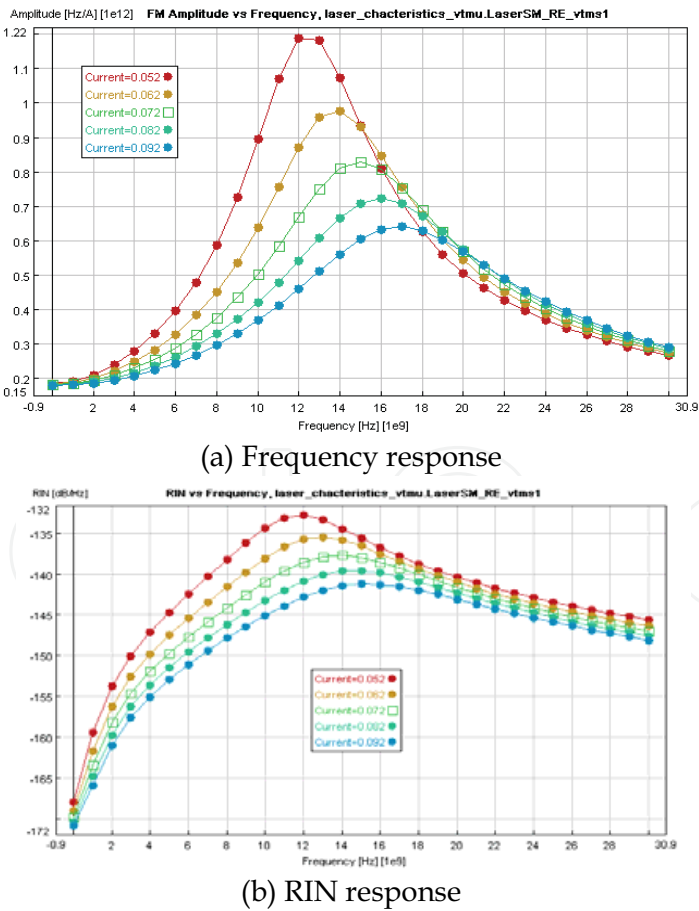 Amplitude [Hz/A] [1e12] FM Amplitude vs Frequency, laser_chacteristics_vtmu.LaserSM_RE_vtms1
1.22
1.1
1
0.9
0.8
0.7
0.6
0.5
0.4
0.3
0.2
0.15
Current=0.052
Current=0.062
Current=0.072
Current=0.082
Current=0.092
-0.9 2 4 6 8 10 12 14 16 18 20 22 24 26 28 30.9
Frequency [Hz] [1e9]
(a) Frequency response
RIN [dB/Hz] RIN vs Frequency, laser_chacteristics_vtmu.LaserSM_RE_vtms1
-132
-135
-140
-145
-150
-155
-160
-165
-172
Current=0.052
Current=0.062
Current=0.072
Current=0.082
Current=0.092
-0.9 2 4 6 8 10 12 14 16 18 20 22 24 26 28 30.9
Frequency [Hz] [1e9]
(b) RIN response